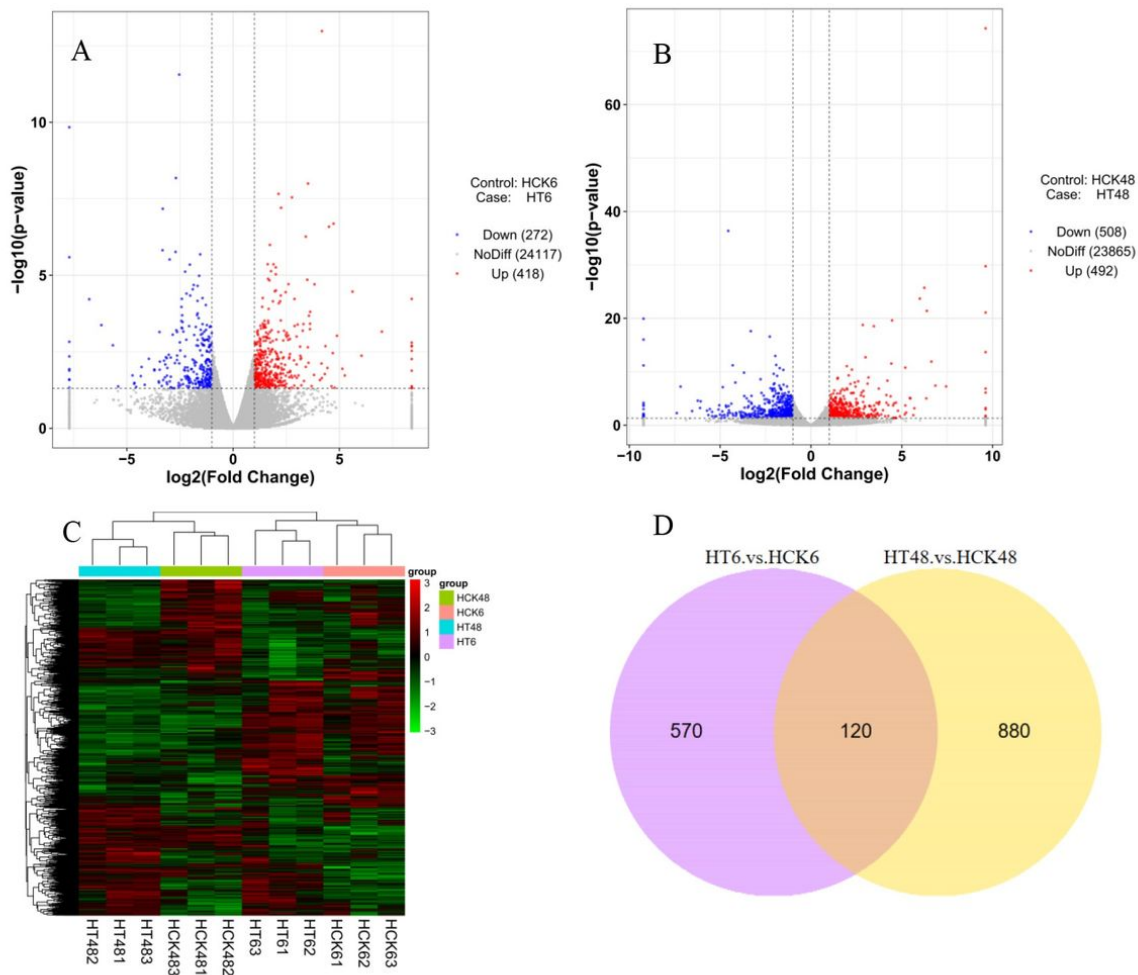 A
−log10(p−value)
10
5
0
−5
0
5
log2(Fold Change)
Control: HCK6
Case: HT6
Down (272)
NoDiff (24117)
Up (418)
B
−log10(p−value)
60
40
20
0
−10
−5
0
5
10
log2(Fold Change)
Control: HCK48
Case: HT48
Down (508)
NoDiff (23865)
Up (492)
C
group
3
2
1
0
−1
−2
−3
group
HCK48
HCK6
HT48
HT6
HT482
HT481
HT483
HCK483
HCK481
HCK482
HT63
HT61
HT62
HCK61
HCK62
HCK63
D
HT6.vs.HCK6
HT48.vs.HCK48
570
120
880